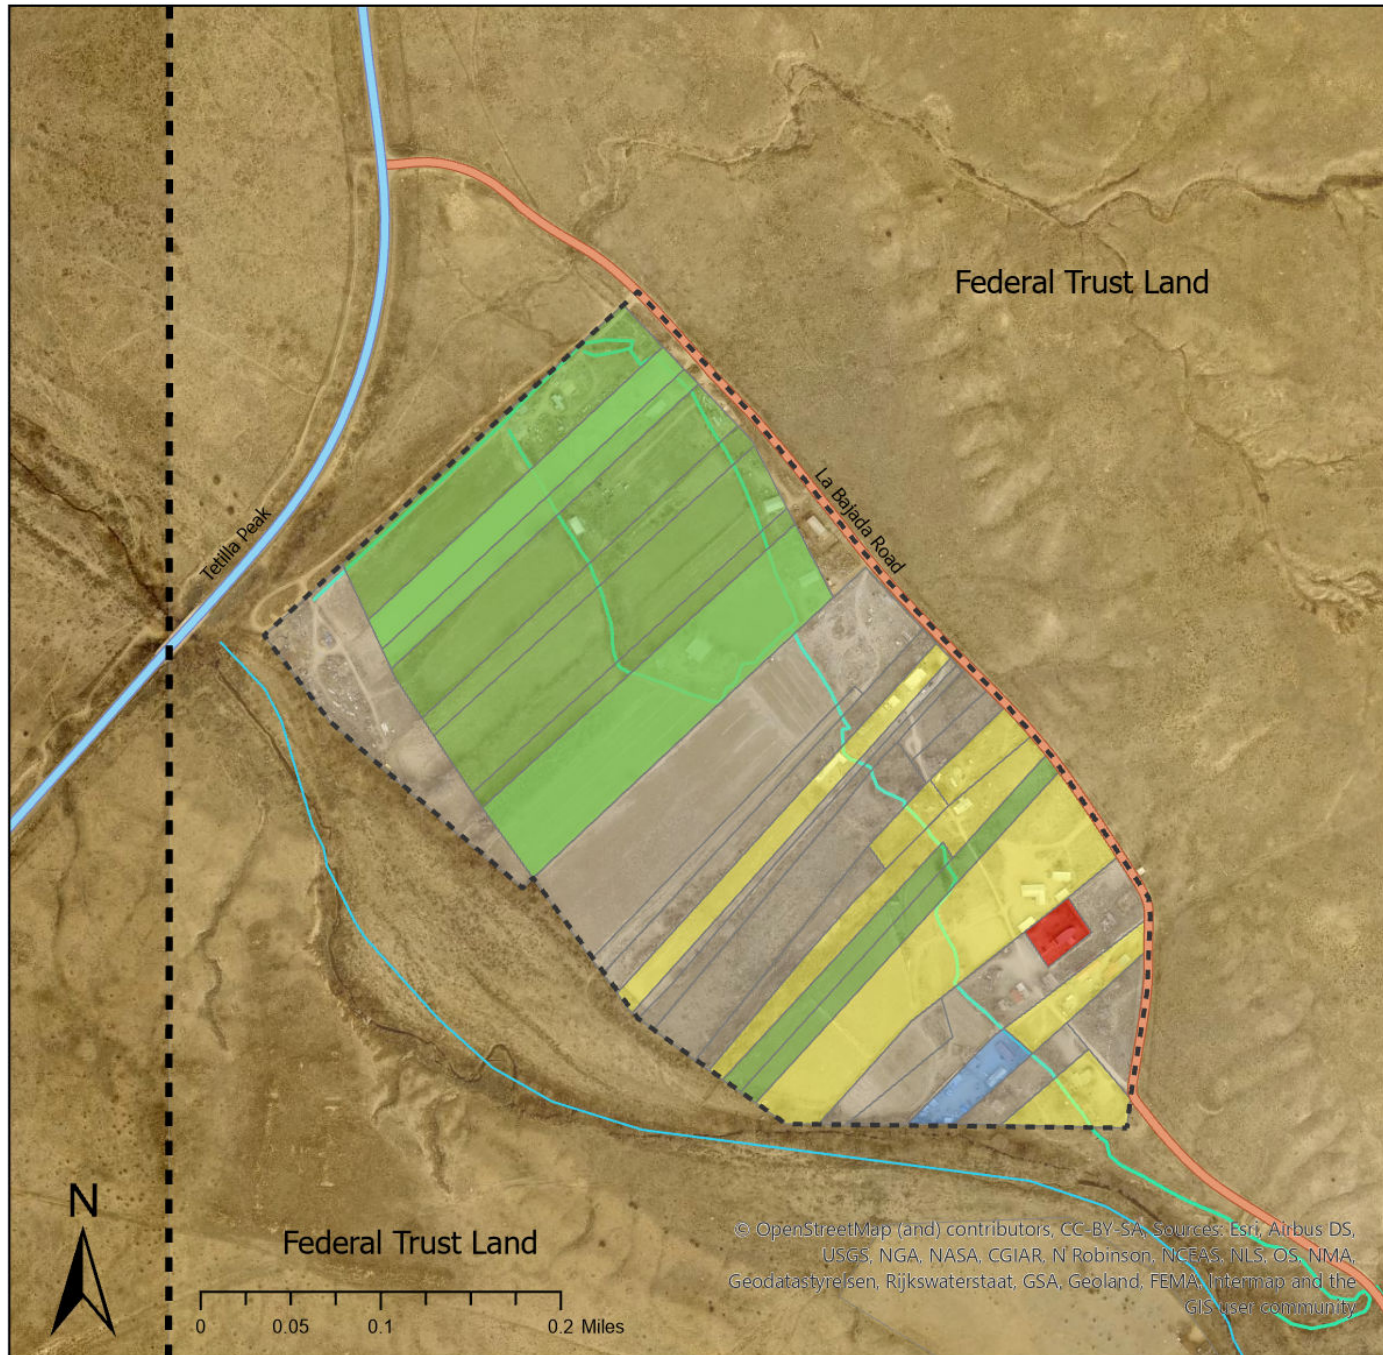 Federal Trust Land
La Bajada Road
Tetilla Peak
N
Federal Trust Land
0 0.05 0.1 0.2 Miles
© OpenStreetMap (and) contributors, CC-BY-SA, Sources: Esri, Airbus DS,
USGS, NGA, NASA, CGIAR, N Robinson, NCEAS, NLS, OS, NMA,
Geodatastyrelsen, Rijkswaterstaat, GSA, Geoland, FEMA, Intermap and the
GIS user community